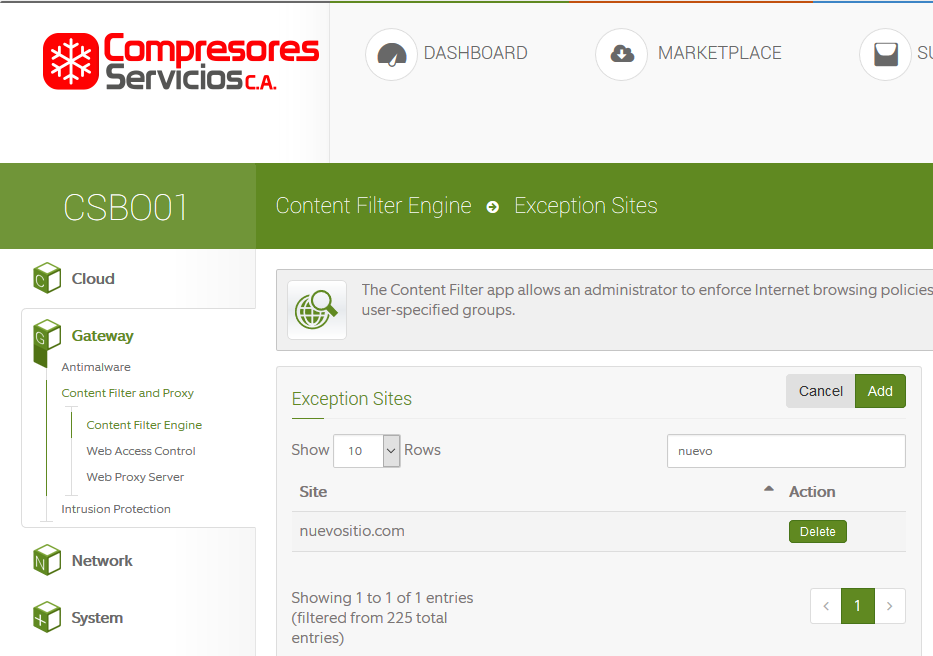 Compresores
Servicios C.A.
DASHBOARD
MARKETPLACE
CSBO01
Content Filter Engine
Exception Sites
Cloud
Gateway
Antimalware
Content Filter and Proxy
Content Filter Engine
Web Access Control
Web Proxy Server
Intrusion Protection
Network
System
The Content Filter app allows an administrator to enforce Internet browsing policies
user-specified groups.
Exception Sites
Cancel
Add
Show 10 Rows
nuevo
Site
Action
nuevositio.com
Delete
Showing 1 to 1 of 1 entries
(filtered from 225 total
entries)
1